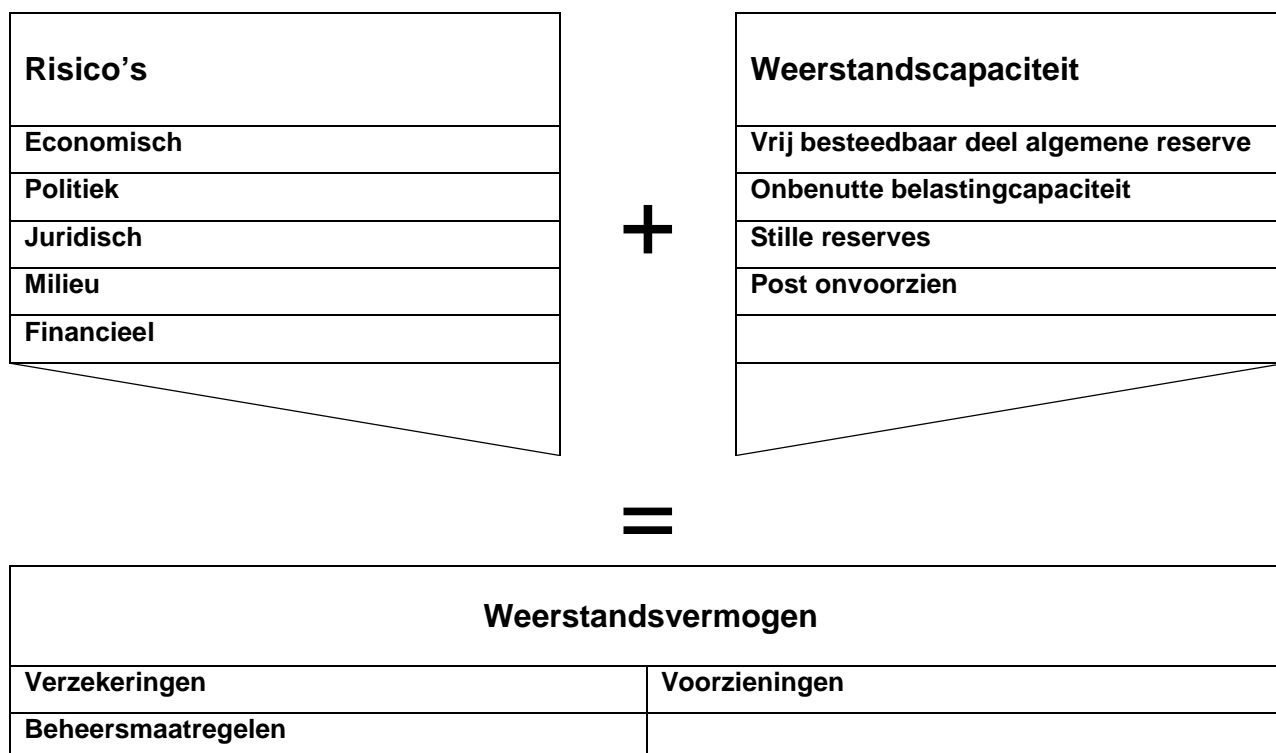 Risico’s
Economisch
Politiek
Juridisch
Milieu
Financieel
+
Weerstandscapaciteit
Vrij besteedbaar deel algemene reserve
Onbenutte belastingcapaciteit
Stille reserves
Post onvoorzien
=
Weerstandsvermogen
Verzekeringen
Voorzieningen
Beheersmaatregelen